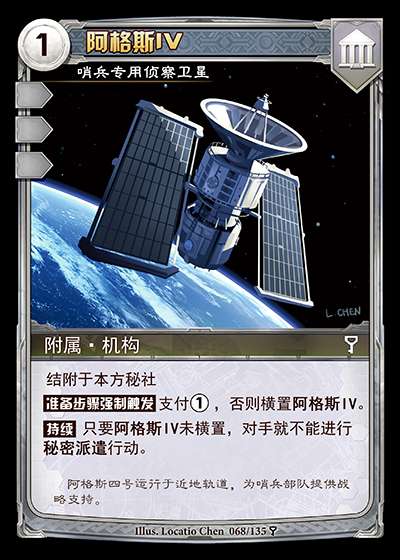 1
阿格斯IV
哨兵专用侦察卫星
L. CHEN
附属·机构
结附于本方秘社
准备步骤强制触发 支付①，否则横置阿格斯IV。
持续 只要阿格斯IV未横置，对手就不能进行
秘密派遣行动。
阿格斯四号运行于近地轨道，为哨兵部队提供战
略支持。
Illus. Locatio Chen 068/135